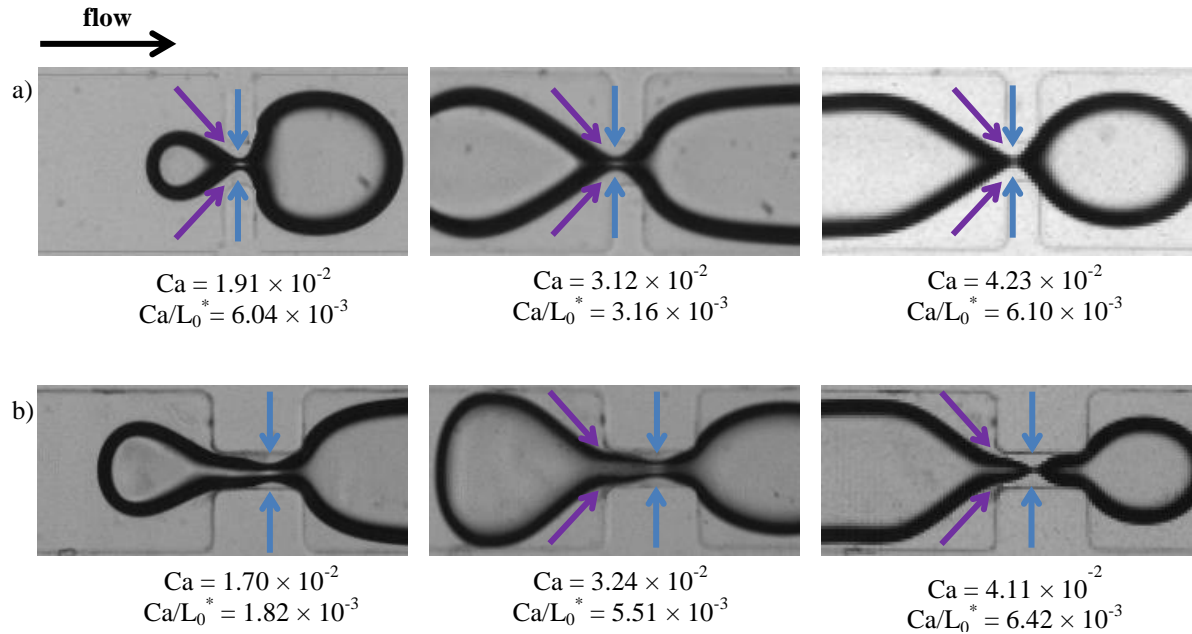 flow
a)
Ca = 1.91 × 10⁻²
Ca/L₀* = 6.04 × 10⁻³
Ca = 3.12 × 10⁻²
Ca/L₀* = 3.16 × 10⁻³
Ca = 4.23 × 10⁻²
Ca/L₀* = 6.10 × 10⁻³
b)
Ca = 1.70 × 10⁻²
Ca/L₀* = 1.82 × 10⁻³
Ca = 3.24 × 10⁻²
Ca/L₀* = 5.51 × 10⁻³
Ca = 4.11 × 10⁻²
Ca/L₀* = 6.42 × 10⁻³